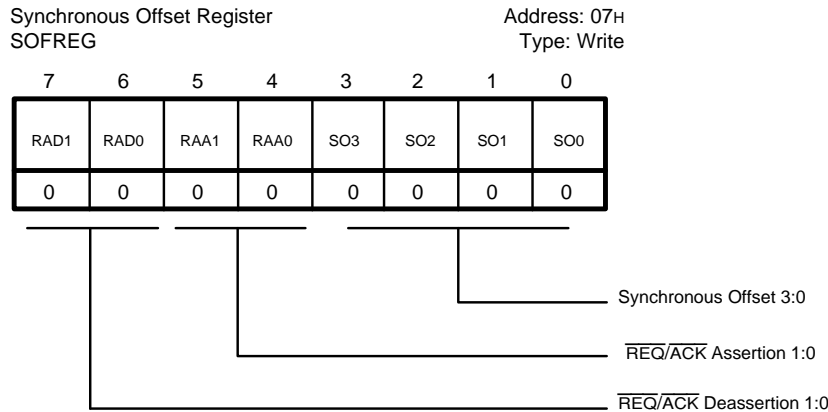 Synchronous Offset Register Address: 07H
SOFREG Type: Write
7 6 5 4 3 2 1 0
RAD1 RAD0 RAA1 RAA0 SO3 SO2 SO1 SO0
0 0 0 0 0 0 0 0
Synchronous Offset 3:0
REQ/ACK Assertion 1:0
REQ/ACK Deassertion 1:0